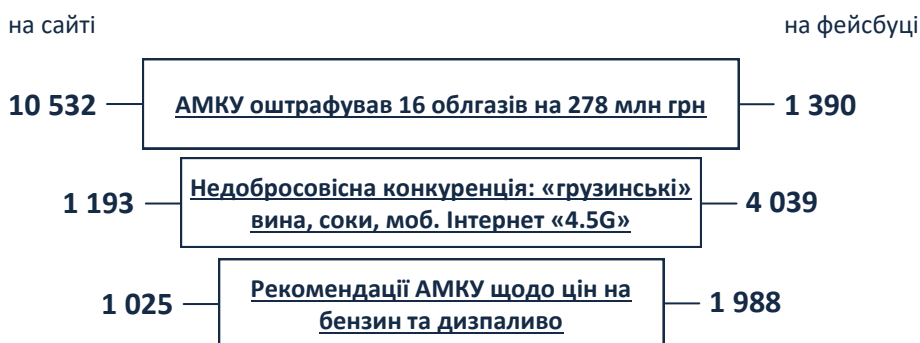 на сайті
на фейсбуці
10 532
АМКУ оштрафував 16 облгазів на 278 млн грн
1 390
1 193
Недобросовісна конкуренція: «грузинські»
вина, соки, моб. Інтернет «4.5G»
4 039
1 025
Рекомендації АМКУ щодо цін на
бензин та дизпаливо
1 988